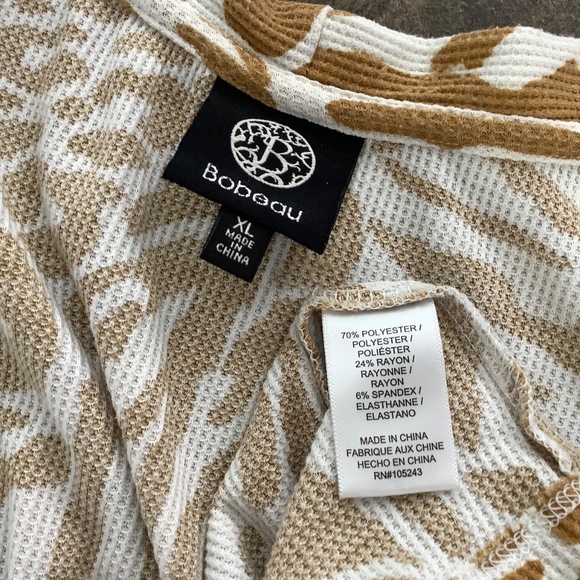 B
Bobeau
XL
MADE
IN
CHINA
70% POLYESTER /
POLYESTER /
POLIÉSTER
24% RAYON /
RAYONNE /
RAYON
6% SPANDEX /
ELASTHANNE /
ELASTANO
MADE IN CHINA
FABRIQUE AUX CHINE
HECHO EN CHINA
RN#105243